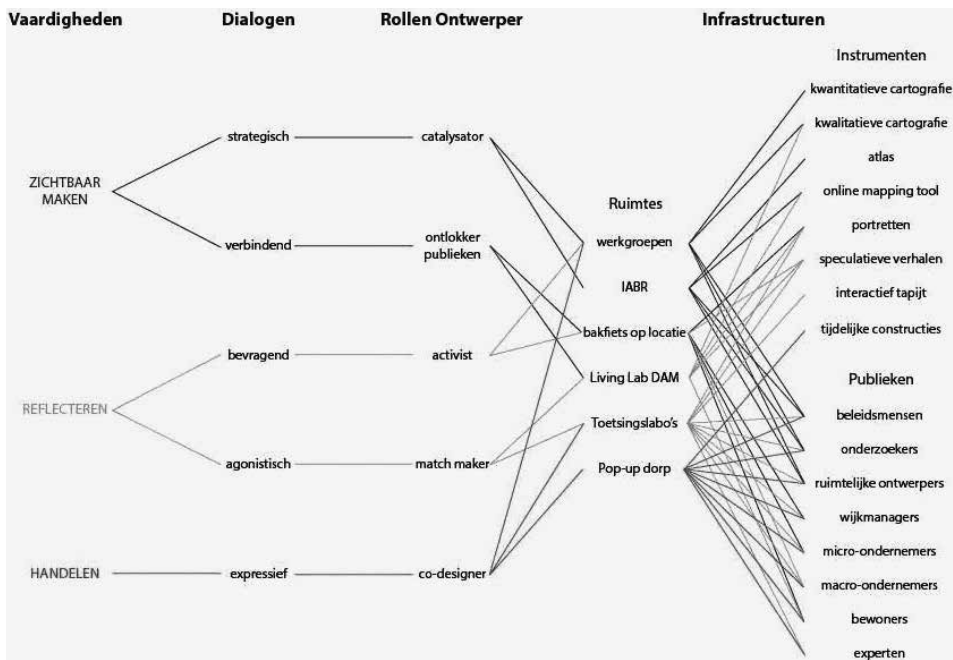 Vaardigheden
Dialogen
Rollen Ontwerper
Infrastructuren
ZICHTBAAR
MAKEN
REFLECTEREN
HANDELEN
strategisch
verbindend
bevragend
agonistisch
expressief
catalysator
ontlokker
publieken
activist
match maker
co-designer
Ruimtes
werkgroepen
IABR
bakfiets op locatie
Living Lab DAM
Toetsingslabo's
Pop-up dorp
Instrumenten
kwantitatieve cartografie
kwalitatieve cartografie
atlas
online mapping tool
portretten
speculatieve verhalen
interactief tapijt
tijdelijke constructies
Publieken
beleidsmensen
onderzoekers
ruimtelijke ontwerpers
wijkmanagers
micro-ondernemers
macro-ondernemers
bewoners
experten